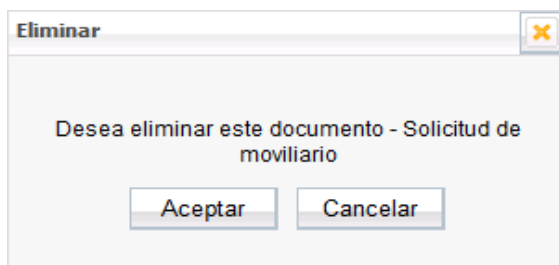 Eliminar
Desea eliminar este documento - Solicitud de
moviliario
Aceptar Cancelar